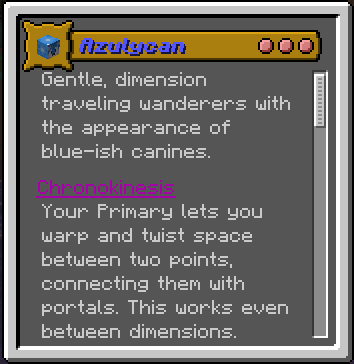 Azulycan
Gentle, dimension
traveling wanderers with
the appearance of
blue-ish canines.
Chronokinesis
Your Primary lets you
warp and twist space
between two points,
connecting them with
portals. This works even
between dimensions.